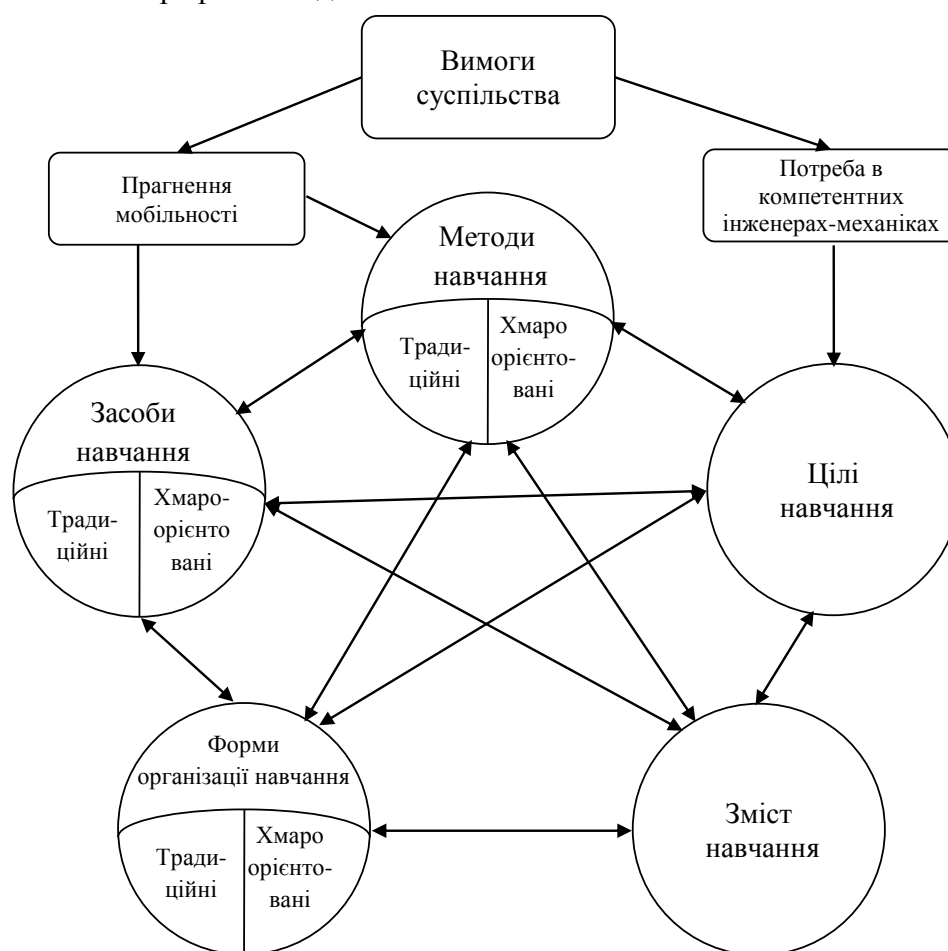 Вимоги
суспільства
Прагнення
мобільності
Потреба в
компетентних
інженерах-механіках
Методи
навчання
Тради-
ційні
Хмаро
орієнто-
вані
Засоби
навчання
Тради-
ційні
Хмаро-
орієнто
вані
Цілі
навчання
Форми
організації навчання
Тради-
ційні
Хмаро
орієнто-
вані
Зміст
навчання